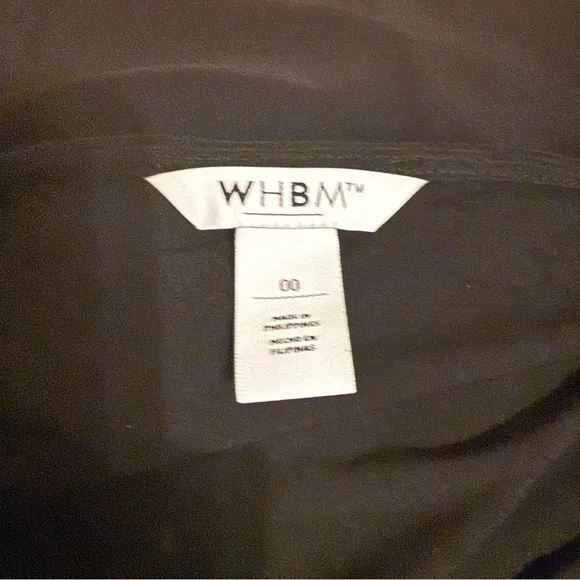 WHBM™
00
MADE IN
PHILIPPINES
HECHO EN
FILIPINAS